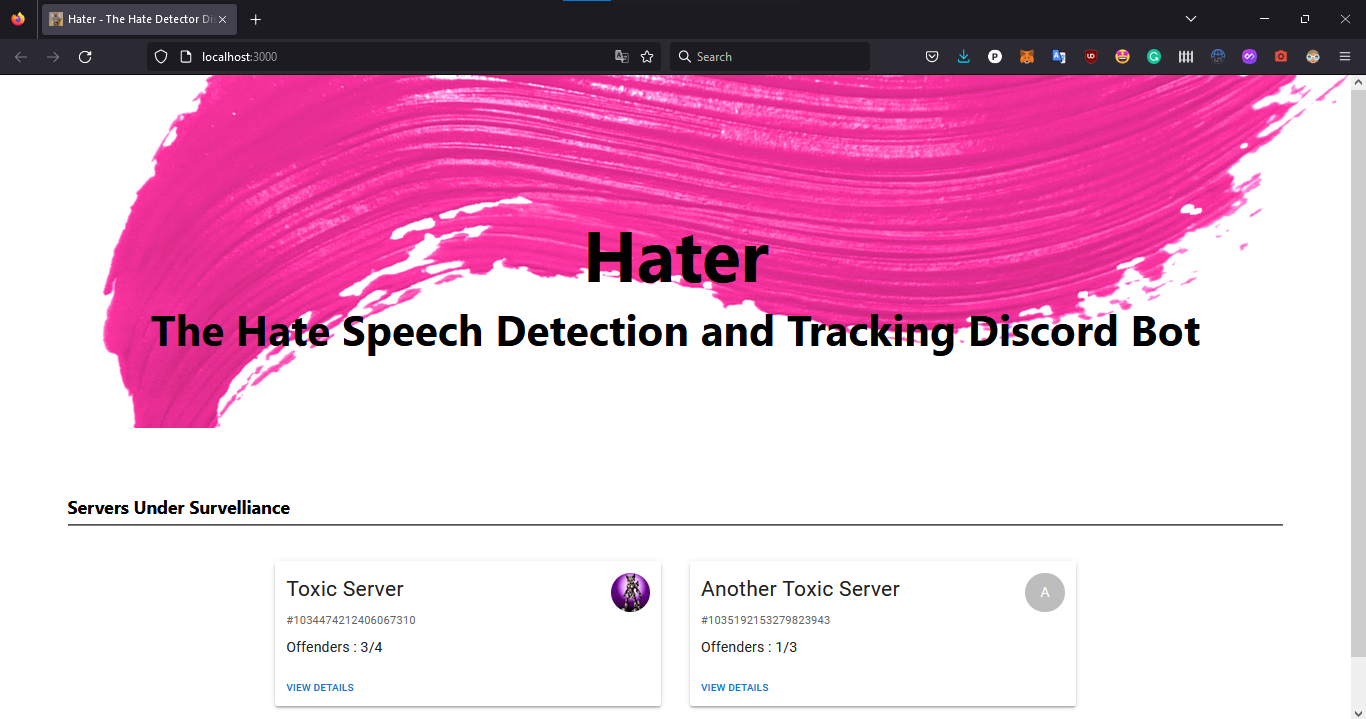 Hater - The Hate Detector Dis
localhost:3000
Search
Hater
The Hate Speech Detection and Tracking Discord Bot
Servers Under Survelliance
Toxic Server
#1034474212406067310
Offenders : 3/4
VIEW DETAILS
Another Toxic Server
A
#1035192153279823943
Offenders : 1/3
VIEW DETAILS